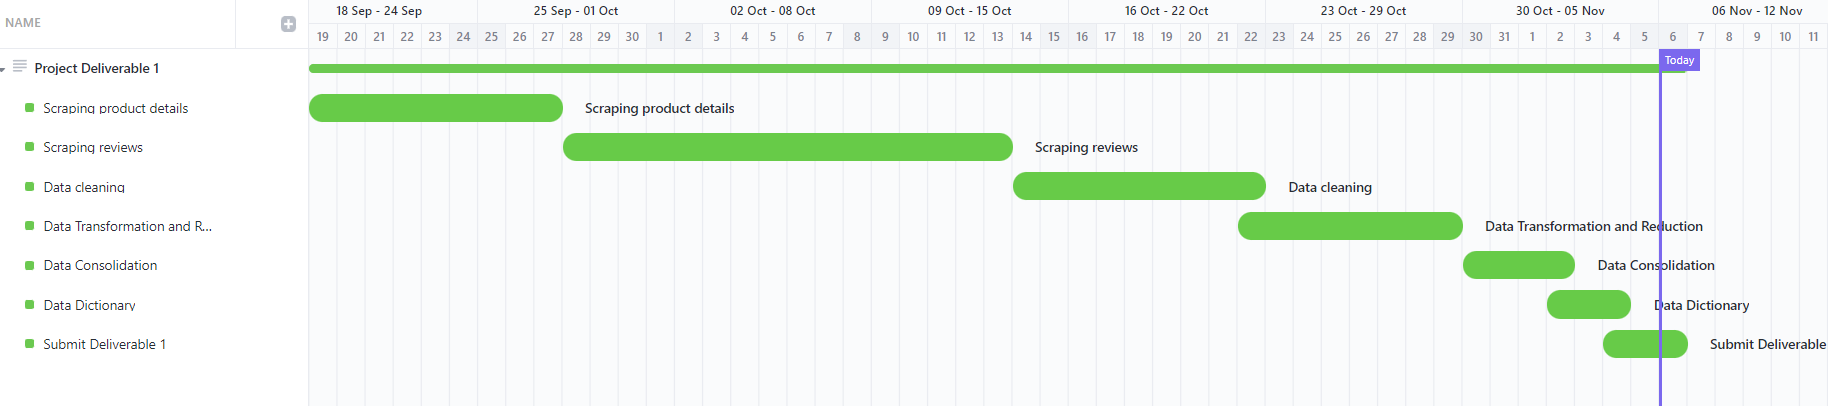 NAME
18 Sep - 24 Sep 25 Sep - 01 Oct 02 Oct - 08 Oct 09 Oct - 15 Oct 16 Oct - 22 Oct 23 Oct - 29 Oct 30 Oct - 05 Nov 06 Nov - 12 Nov
19 20 21 22 23 24 25 26 27 28 29 30 1 2 3 4 5 6 7 8 9 10 11 12 13 14 15 16 17 18 19 20 21 22 23 24 25 26 27 28 29 30 31 1 2 3 4 5 6 7 8 9 10 11
Project Deliverable 1 Today
Scraping product details Scraping product details
Scraping reviews Scraping reviews
Data cleaning Data cleaning
Data Transformation and R... Data Transformation and Reduction
Data Consolidation Data Consolidation
Data Dictionary Data Dictionary
Submit Deliverable 1 Submit Deliverable